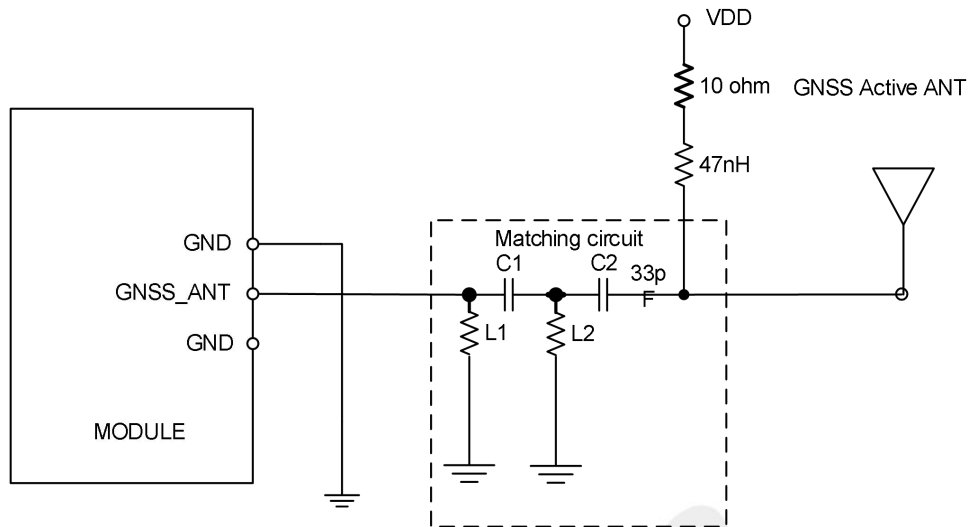 VDD
10 ohm
GNSS Active ANT
47nH
Matching circuit
GND
C1
C2
33p
F
GNSS_ANT
L1
L2
GND
MODULE